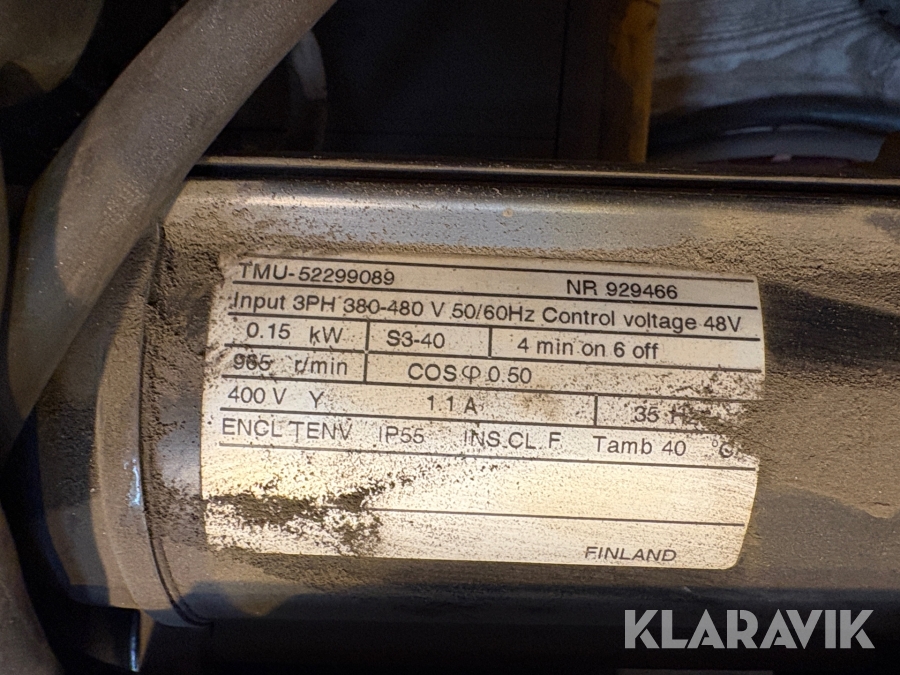 TMU-52299089 NR 929466
Input 3PH 380-480 V 50/60Hz Control voltage 48V
0.15 kW S3-40 4 min on 6 off
965 r/min COS φ 0.50
400 V Y 1.1 A 35 Hz
ENCL TENV IP55 INS.CL.F Tamb 40 °C
FINLAND
KLARAVIK